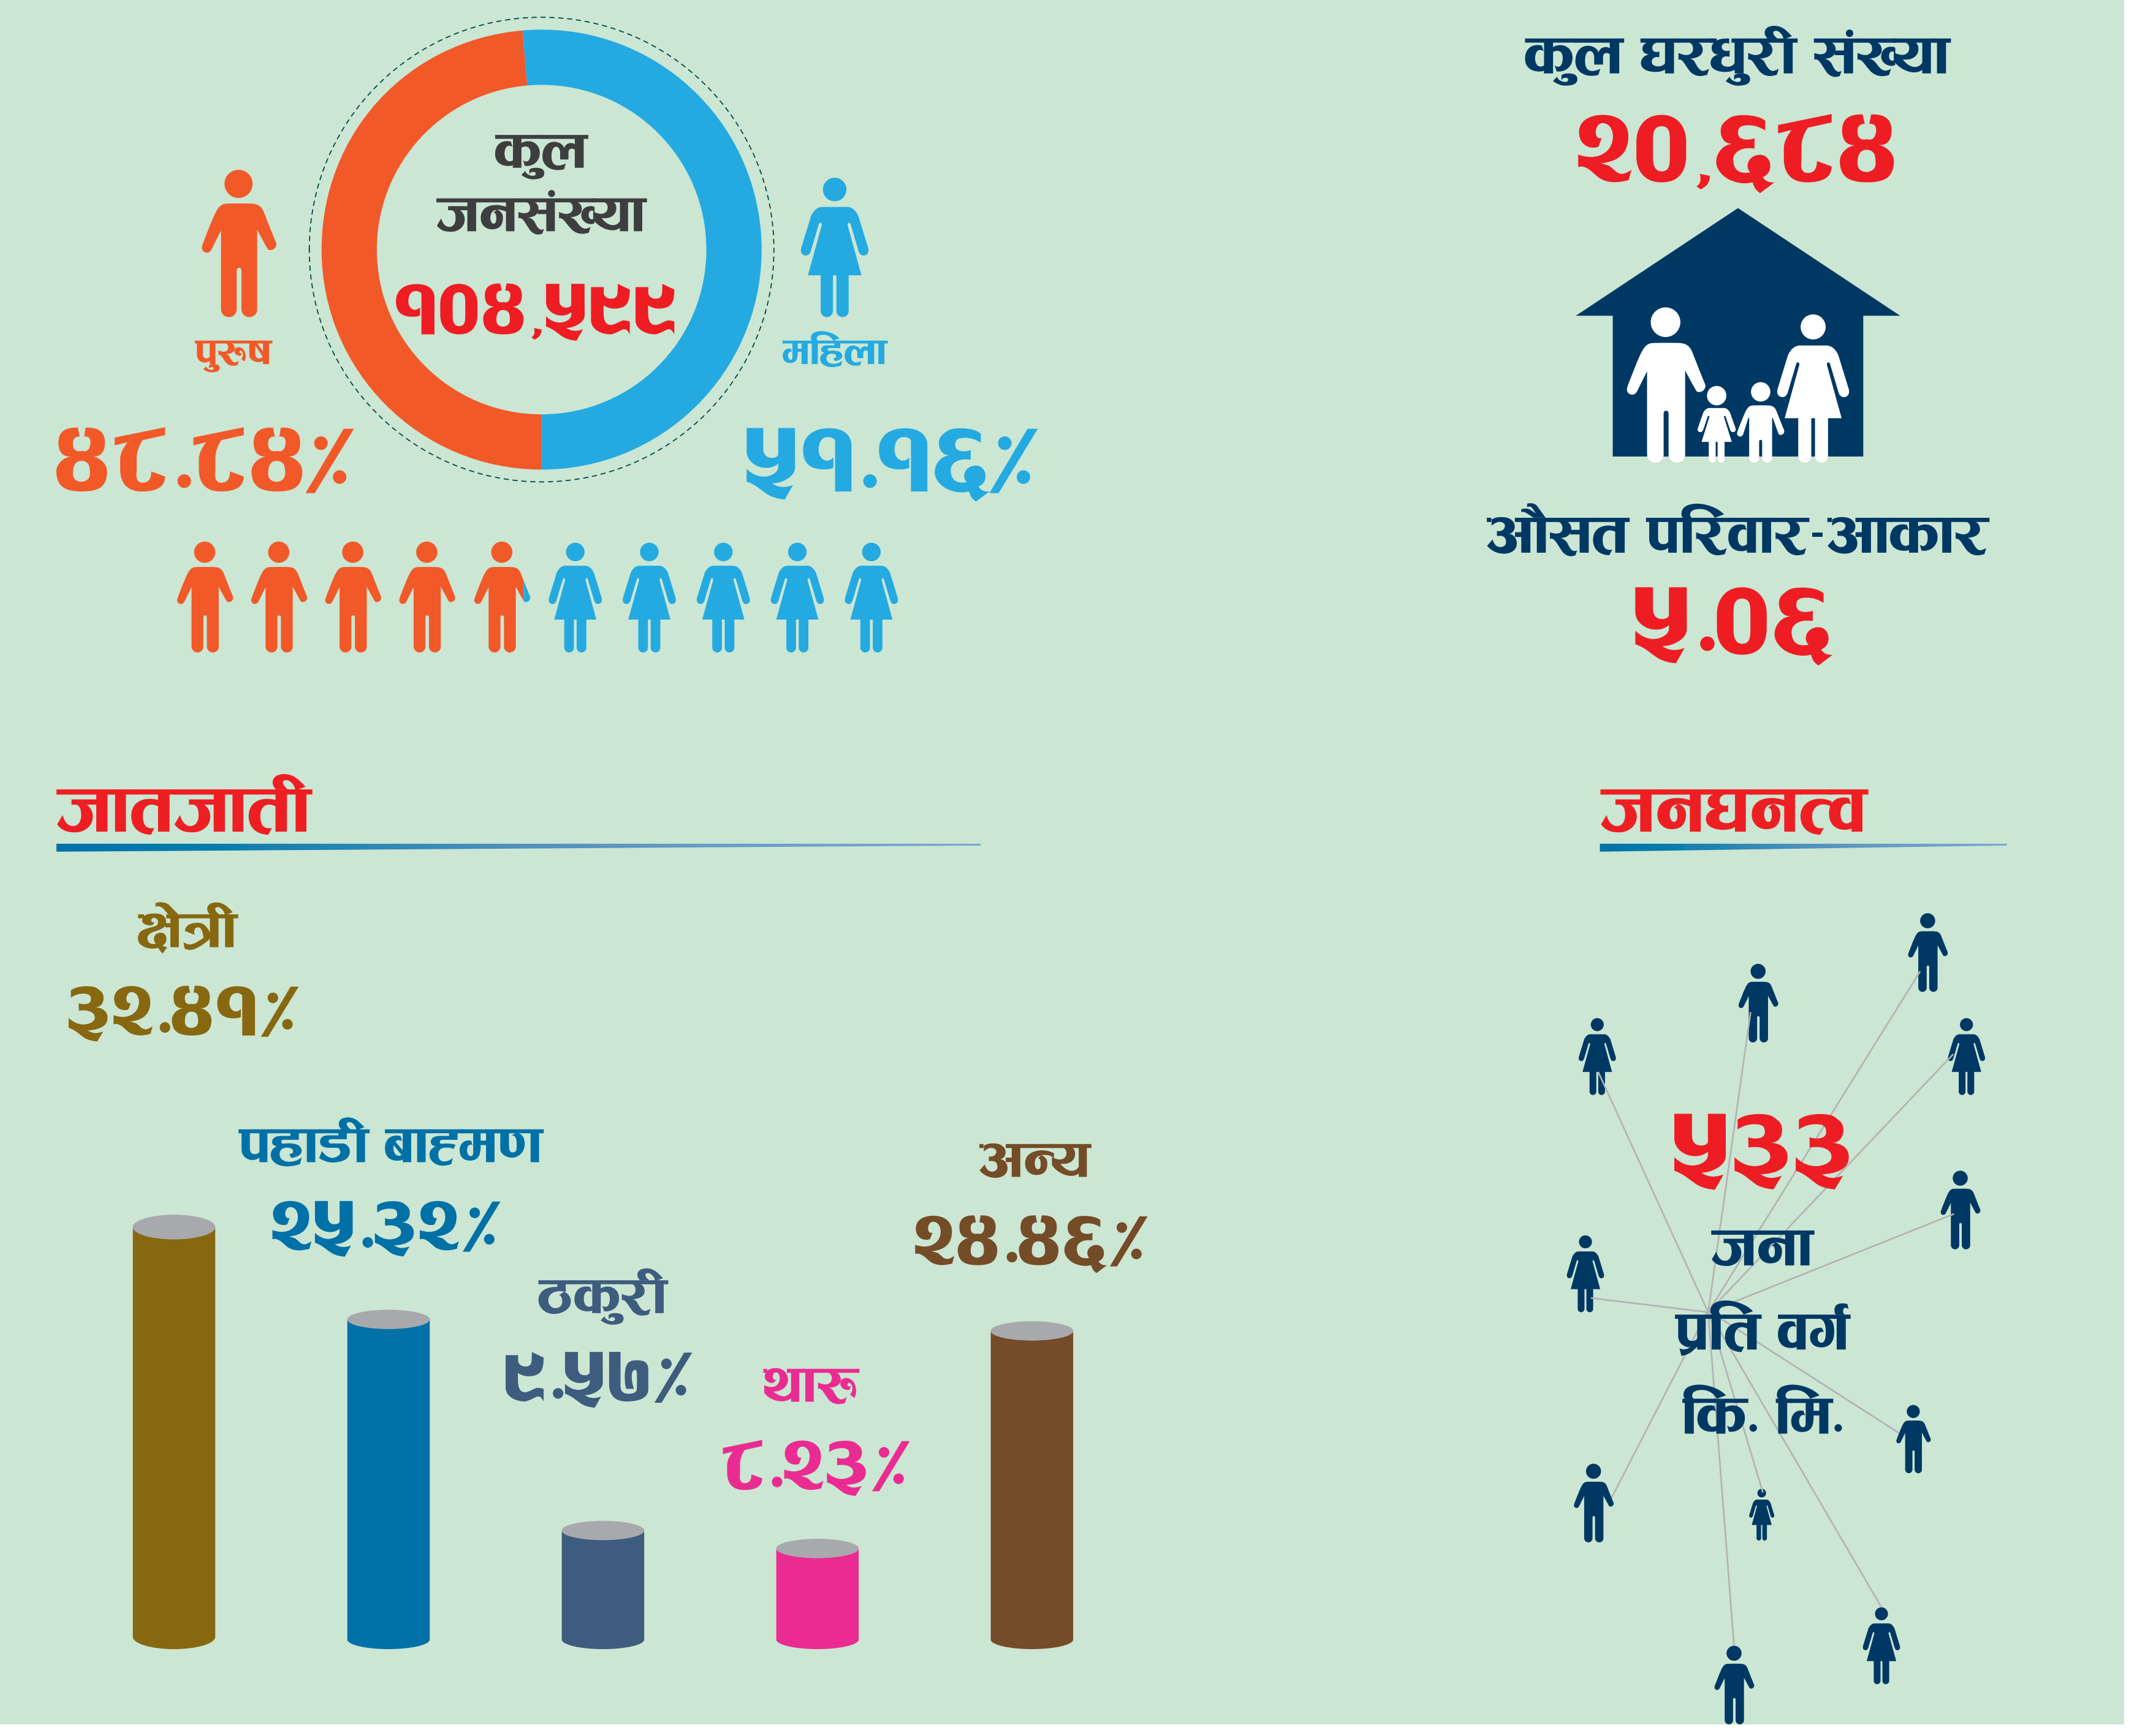 कुल
जनसंख्या
१०४,५९९
पुरुष
४८.८४%
महिला
५१.१६%
कुल घरधुरी संख्या
२०,६८४
औसत परिवार-आकार
५.०६
जातजाती
क्षेत्री
३२.४१%
पहाडी बाह्मण
२५.३२%
ठकुरी
९.५७%
थारु
८.२३%
अन्य
२४.४६%
जनघनत्व
५३३
जना
प्रति वर्ग
कि. मि.